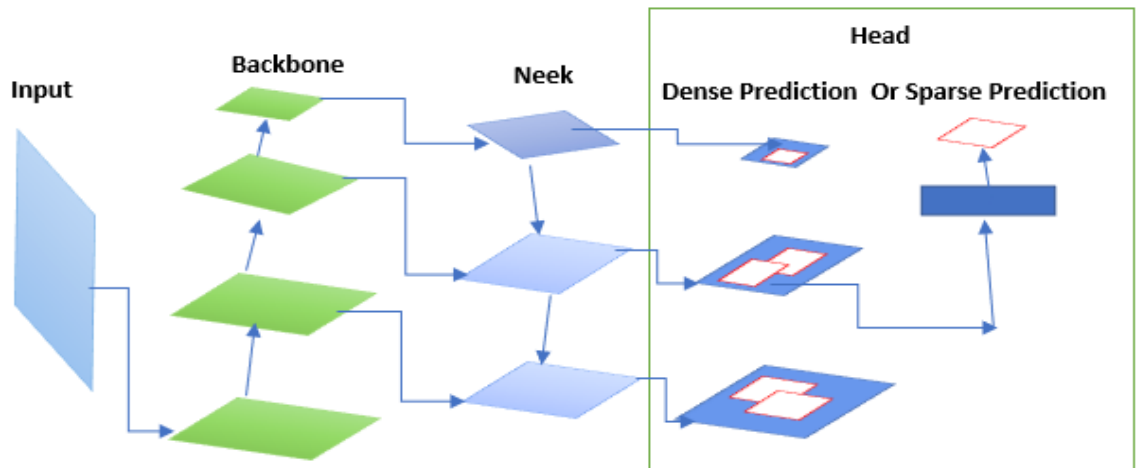 Head
Backbone
Neek
Input
Dense Prediction Or Sparse Prediction